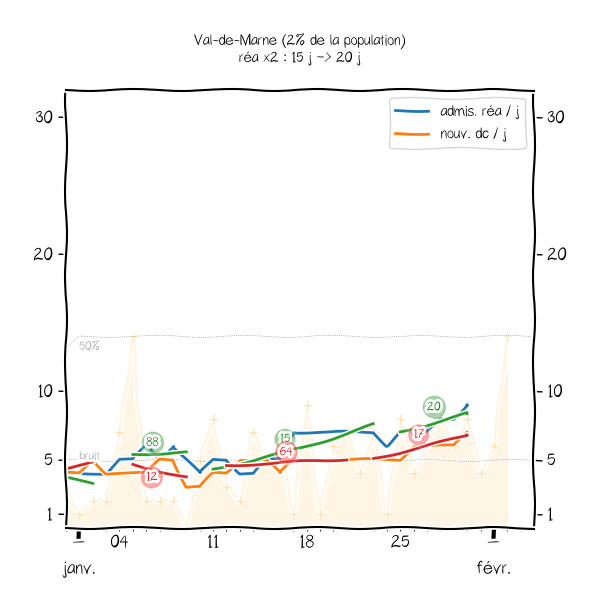 Val-de-Marne (2% de la population)
réa x2 : 15 j -> 20 j
admis. réa / j
nouv. dc / j
30 30
20 20
50%
10 10
20
17
88
15
64
12
bruit
5 5
1 1
1 04 11 18 25 1
janv. févr.